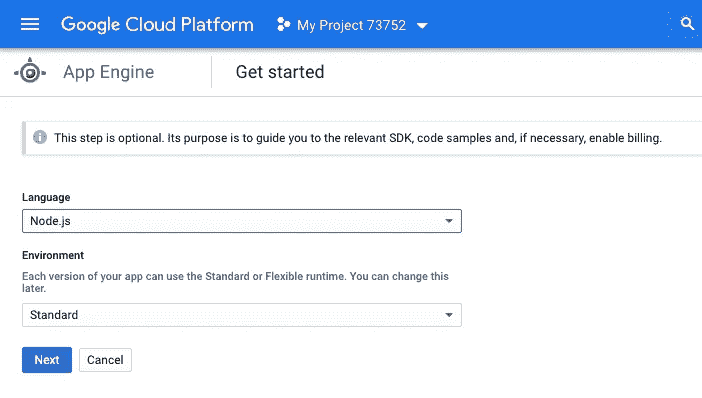 Google Cloud Platform My Project 73752
App Engine Get started
This step is optional. Its purpose is to guide you to the relevant SDK, code samples and, if necessary, enable billing.
Language
Node.js
Environment
Each version of your app can use the Standard or Flexible runtime. You can change this
later.
Standard
Next Cancel